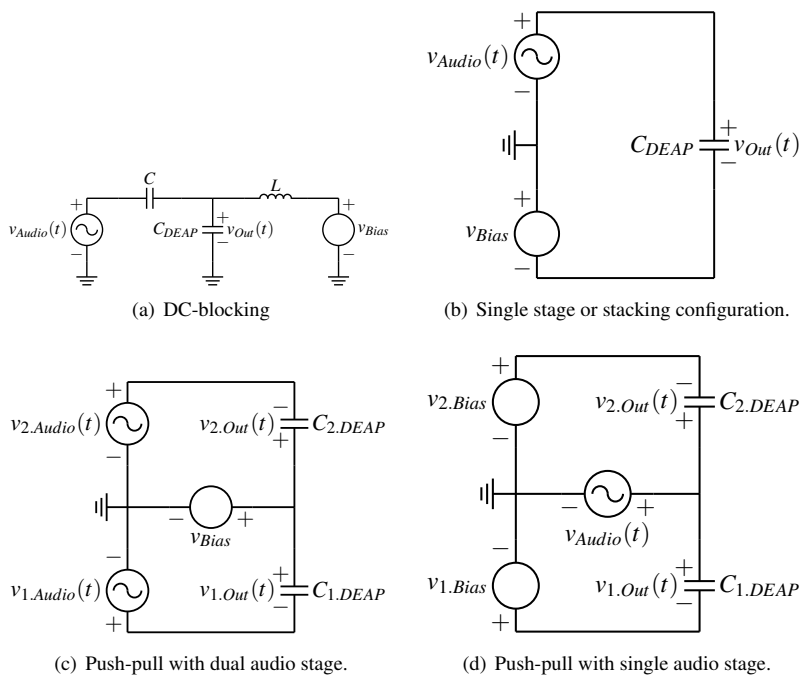 +
C
L
+
v_Audio(t)
−
C_DEAP
+
v_Out(t)
−
+
v_Bias
−
(a) DC-blocking
+
v_Audio(t)
−
C_DEAP
+
v_Out(t)
−
+
v_Bias
−
(b) Single stage or stacking configuration.
+
v_2.Audio(t)
−
v_2.Out(t)
−
+
C_2.DEAP
−
+
v_Bias
−
v_1.Audio(t)
+
v_1.Out(t)
+
−
C_1.DEAP
(c) Push-pull with dual audio stage.
+
v_2.Bias
−
v_2.Out(t)
−
+
C_2.DEAP
−
+
v_Audio(t)
−
v_1.Bias
+
v_1.Out(t)
+
−
C_1.DEAP
(d) Push-pull with single audio stage.